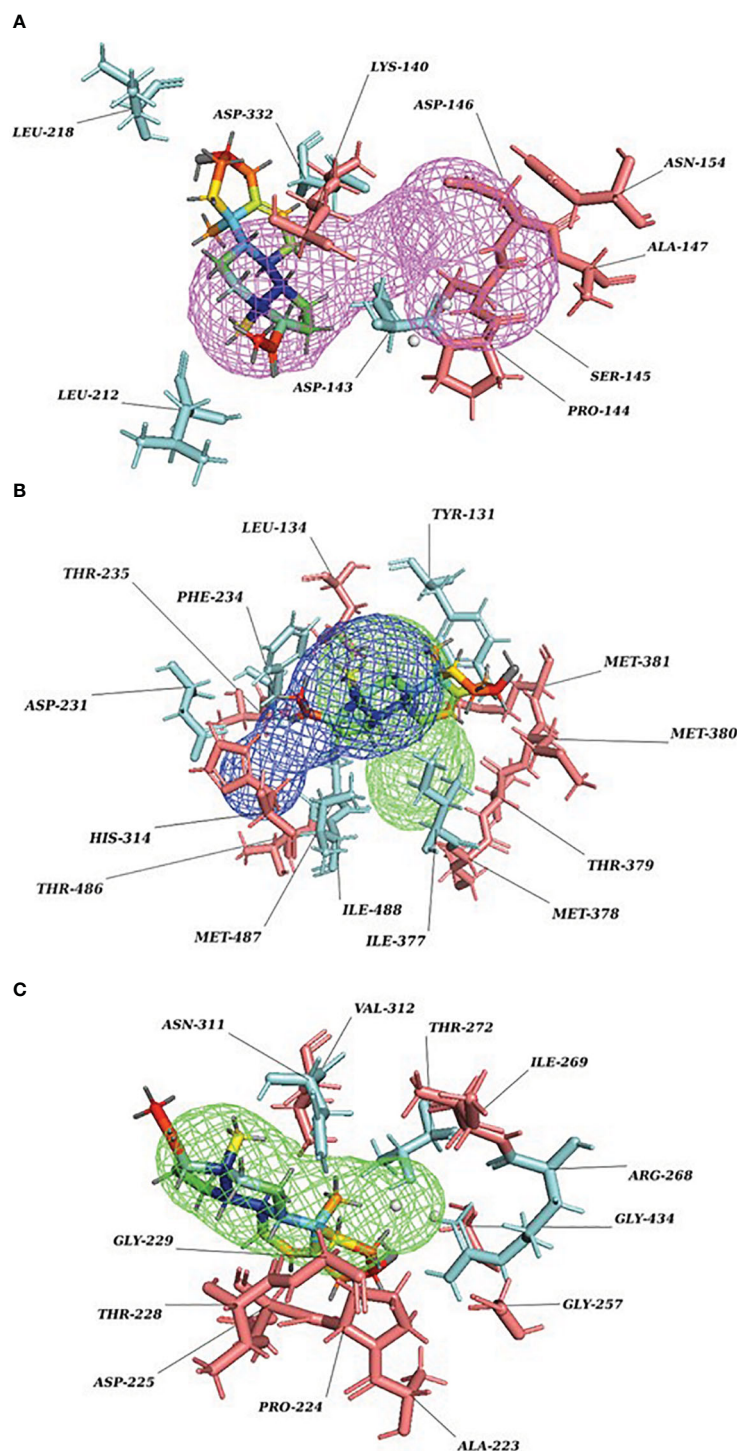 A
LYS-140
ASP-146
ASP-332
LEU-218
ASN-154
ALA-147
ASP-143
SER-145
LEU-212
PRO-144
B
LEU-134
TYR-131
THR-235
PHE-234
MET-381
ASP-231
MET-380
HIS-314
THR-379
THR-486
ILE-488
MET-378
MET-487
ILE-377
C
VAL-312
ASN-311
THR-272
ILE-269
ARG-268
GLY-434
GLY-229
THR-228
GLY-257
ASP-225
PRO-224
ALA-223